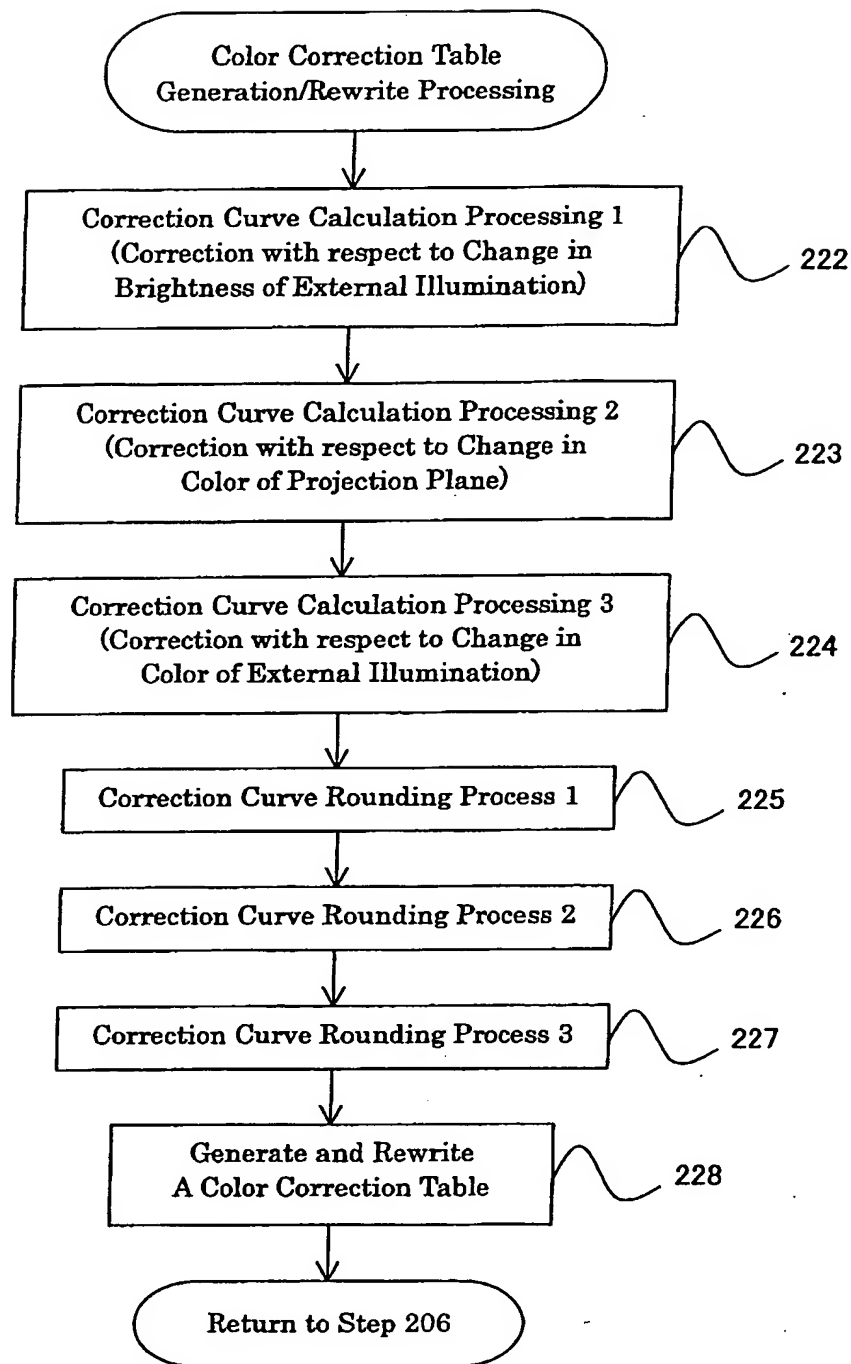 Color Correction Table
Generation/Rewrite Processing
Correction Curve Calculation Processing 1
(Correction with respect to Change in
Brightness of External Illumination)
222
Correction Curve Calculation Processing 2
(Correction with respect to Change in
Color of Projection Plane)
223
Correction Curve Calculation Processing 3
(Correction with respect to Change in
Color of External Illumination)
224
Correction Curve Rounding Process 1
225
Correction Curve Rounding Process 2
226
Correction Curve Rounding Process 3
227
Generate and Rewrite
A Color Correction Table
228
Return to Step 206